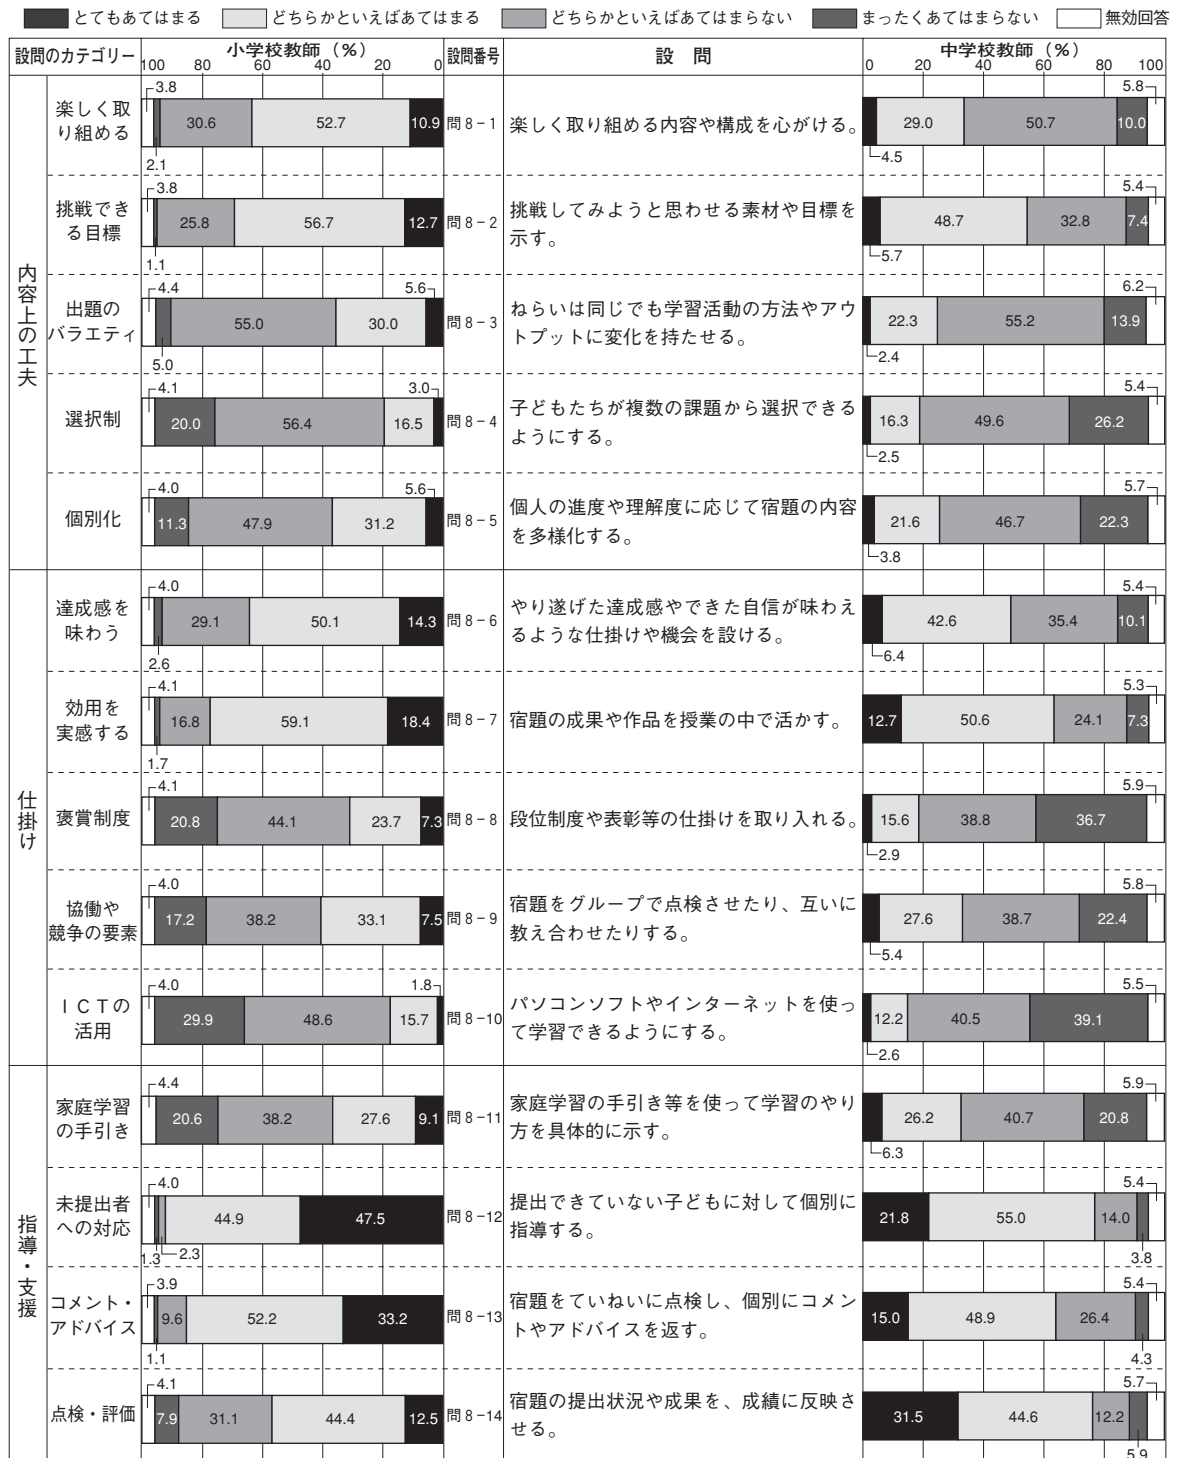 とてもあてはまる どちらかといえばあてはまる どちらかといえばあてはまらない まったくあてはまらない 無効回答
設問のカテゴリー 小学校教師（％） 設問番号 設 問 中学校教師（％）
100 80 60 40 20 0 0 20 40 60 80 100
内容上の工夫
楽しく取
り組める
3.8
30.6 52.7 10.9
2.1
問8－1
楽しく取り組める内容や構成を心がける。
5.8
29.0 50.7 10.0
4.5
挑戦でき
る目標
3.8
25.8 56.7 12.7
1.1
問8－2
挑戦してみようと思わせる素材や目標を
示す。
5.4
48.7 32.8 7.4
5.7
出題の
バラエティ
4.4 5.6
55.0 30.0
5.0
問8－3
ねらいは同じでも学習活動の方法やアウ
トプットに変化を持たせる。
6.2
22.3 55.2 13.9
2.4
選択制
4.1 3.0
20.0 56.4 16.5
問8－4
子どもたちが複数の課題から選択できる
ようにする。
5.4
16.3 49.6 26.2
2.5
個別化
4.0 5.6
11.3 47.9 31.2
問8－5
個人の進度や理解度に応じて宿題の内容
を多様化する。
5.7
21.6 46.7 22.3
3.8
仕掛け
達成感を
味わう
4.0
29.1 50.1 14.3
2.6
問8－6
やり遂げた達成感やできた自信が味わえ
るような仕掛けや機会を設ける。
5.4
42.6 35.4 10.1
6.4
効用を
実感する
4.1
16.8 59.1 18.4
1.7
問8－7
宿題の成果や作品を授業の中で活かす。
5.3
12.7 50.6 24.1 7.3
褒賞制度
4.1
20.8 44.1 23.7 7.3
問8－8
段位制度や表彰等の仕掛けを取り入れる。
5.9
15.6 38.8 36.7
2.9
協働や
競争の要素
4.0
17.2 38.2 33.1 7.5
問8－9
宿題をグループで点検させたり、互いに
教え合わせたりする。
5.8
27.6 38.7 22.4
5.4
ＩＣＴの
活用
4.0 1.8
29.9 48.6 15.7
問8－10
パソコンソフトやインターネットを使っ
て学習できるようにする。
5.5
12.2 40.5 39.1
2.6
指導・支援
家庭学習
の手引き
4.4
20.6 38.2 27.6 9.1
問8－11
家庭学習の手引き等を使って学習のやり
方を具体的に示す。
5.9
26.2 40.7 20.8
6.3
未提出者
への対応
4.0
44.9 47.5
1.3 2.3
問8－12
提出できていない子どもに対して個別に
指導する。
5.4
21.8 55.0 14.0
3.8
コメント・
アドバイス
3.9
9.6 52.2 33.2
1.1
問8－13
宿題をていねいに点検し、個別にコメン
トやアドバイスを返す。
5.4
15.0 48.9 26.4
4.3
点検・評価
4.1
7.9 31.1 44.4 12.5
問8－14
宿題の提出状況や成果を、成績に反映さ
せる。
5.7
31.5 44.6 12.2
5.9